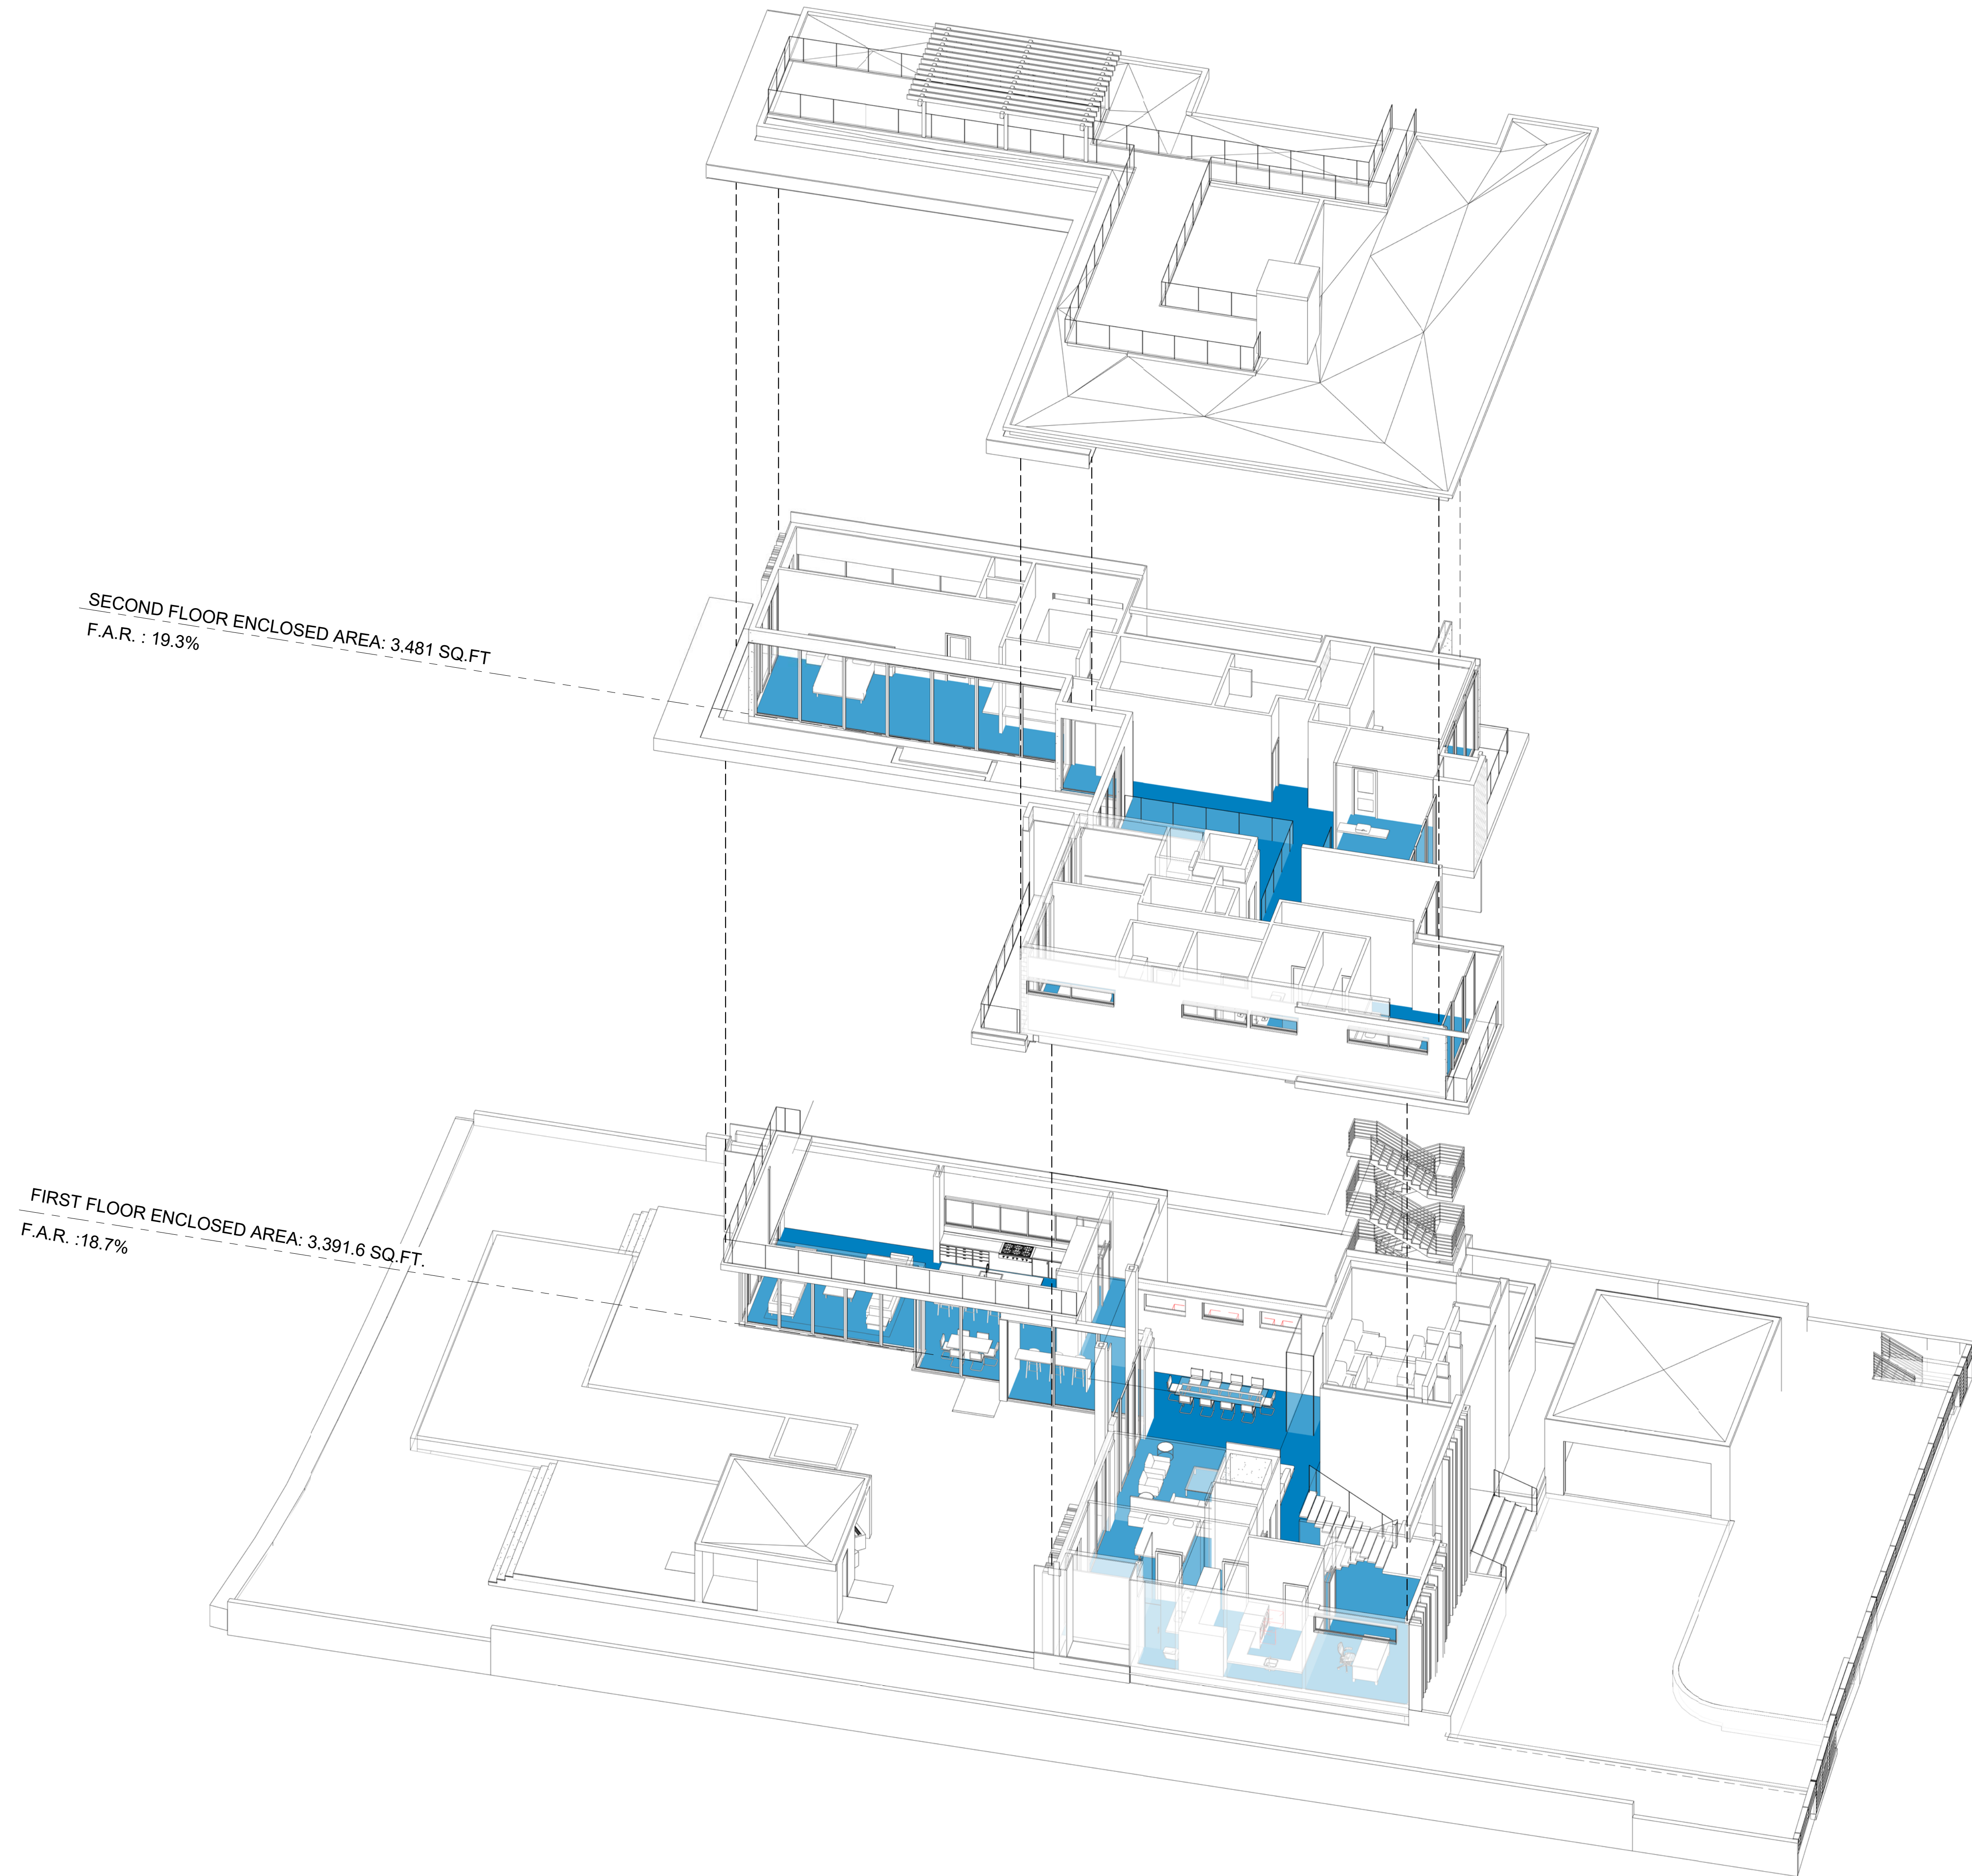 SECOND FLOOR ENCLOSED AREA: 3.481 SQ.FT
F.A.R. : 19.3%
FIRST FLOOR ENCLOSED AREA: 3.391.6 SQ.FT.
F.A.R. :18.7%